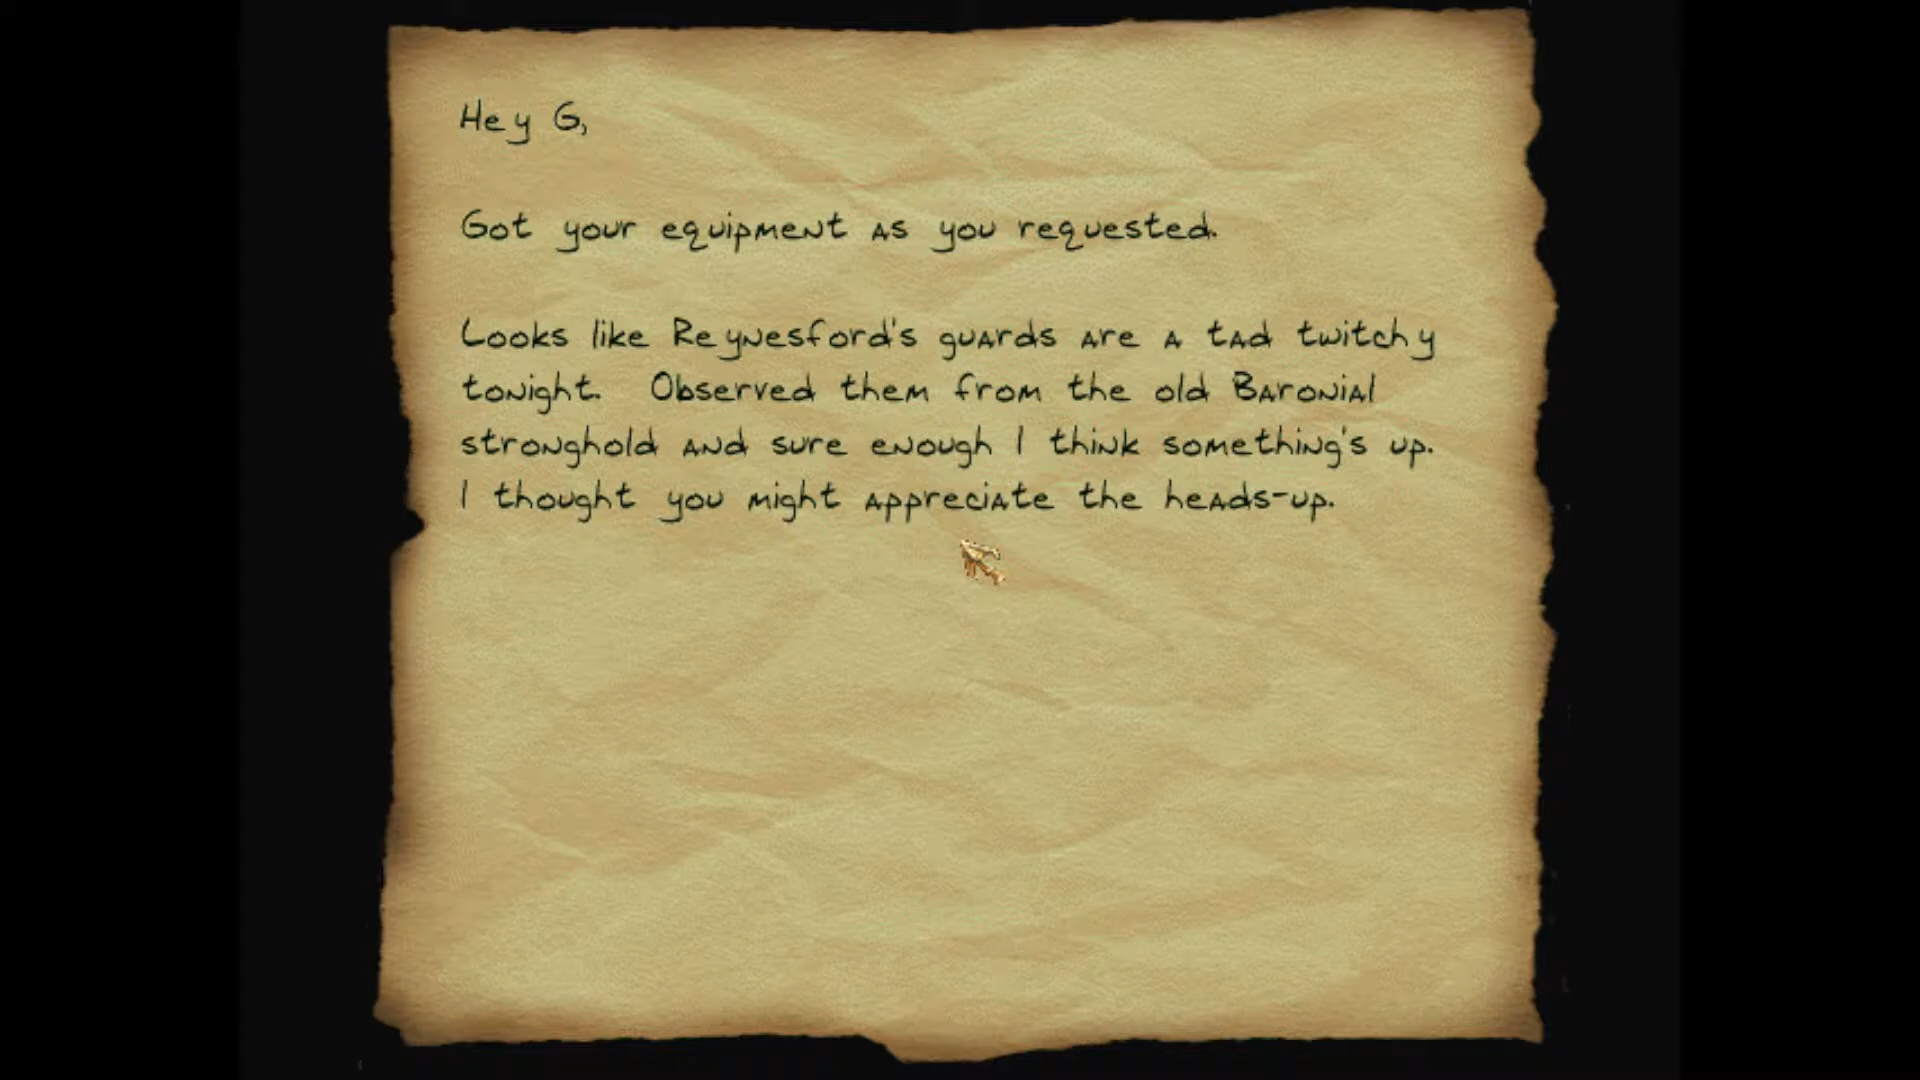 Hey G,
Got your equipment as you requested.
Looks like Reynesford's guards are a tad twitchy
tonight.  Observed them from the old Baronial
stronghold and sure enough I think something's up.
I thought you might appreciate the heads-up.